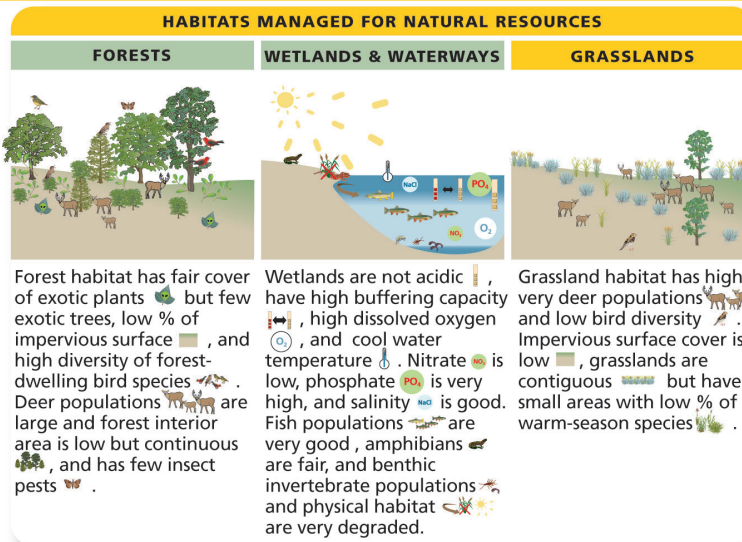 HABITATS MANAGED FOR NATURAL RESOURCES
FORESTS
WETLANDS & WATERWAYS
GRASSLANDS
NaCl
PO₄
NO₃
O₂
Forest habitat has fair cover
of exotic plants but few
exotic trees, low % of
impervious surface , and
high diversity of forest-
dwelling bird species .
Deer populations are
large and forest interior
area is low but continuous
, and has few insect
pests .
Wetlands are not acidic ,
have high buffering capacity
, high dissolved oxygen
O₂ , and cool water
temperature . Nitrate NO₃ is
low, phosphate PO₄ is very
high, and salinity NaCl is good.
Fish populations are
very good , amphibians
are fair, and benthic
invertebrate populations
and physical habitat
are very degraded.
Grassland habitat has high
very deer populations
and low bird diversity .
Impervious surface cover is
low , grasslands are
contiguous but have
small areas with low % of
warm-season species .